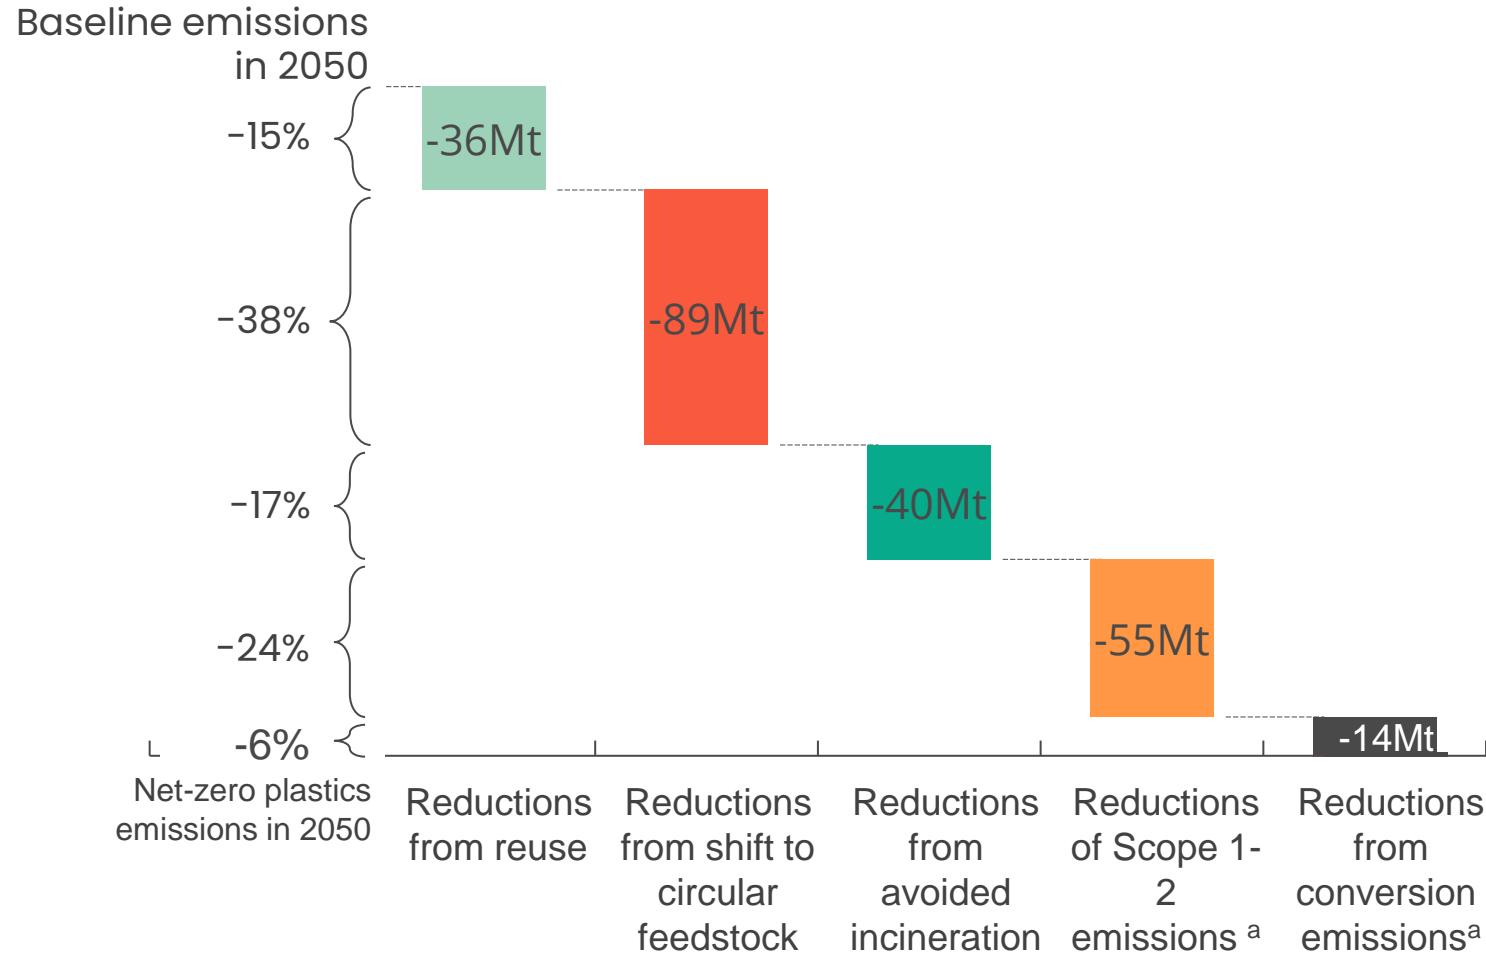 Baseline emissions
in 2050
−15%
-36Mt
−38%
-89Mt
−17%
-40Mt
−24%
-55Mt
-6%
-14Mt
Net-zero plastics
emissions in 2050
Reductions
from reuse
Reductions
from shift to
circular
feedstock
Reductions
from
avoided
incineration
Reductions
of Scope 1-
2
emissions a
Reductions
from
conversion
emissionsa